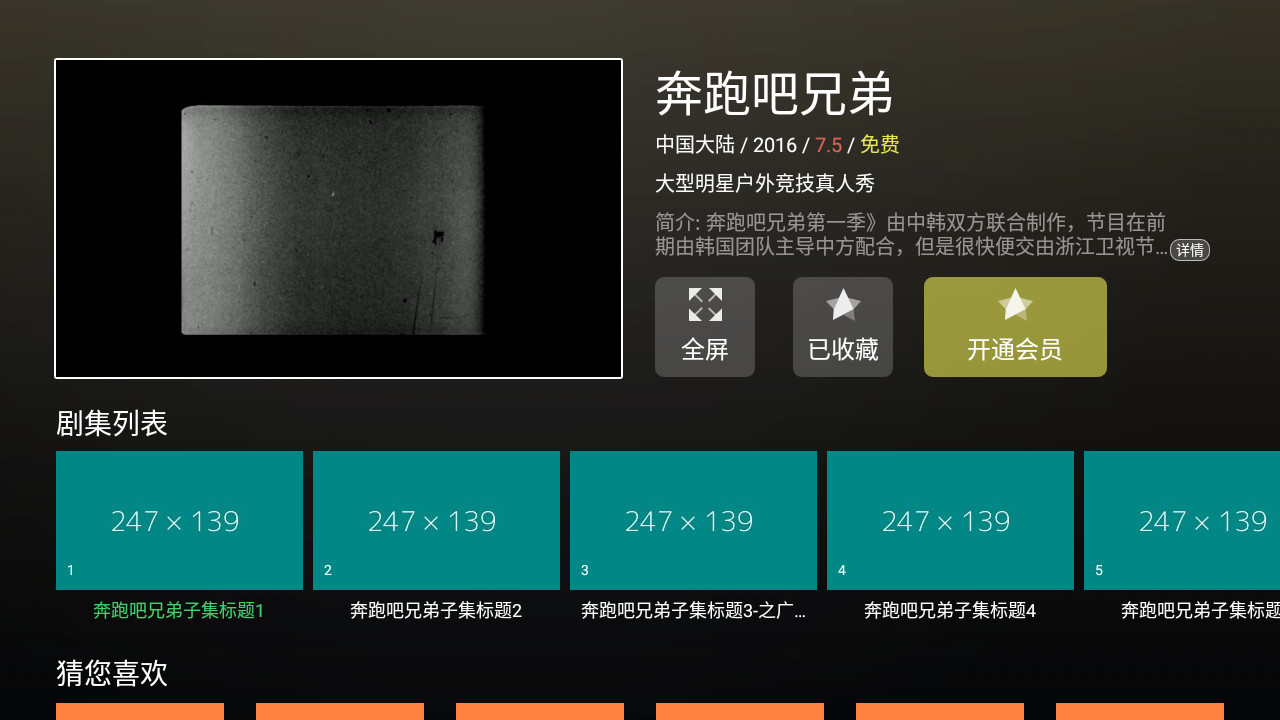 奔跑吧兄弟
中国大陆 / 2016 / 7.5 / 免费
大型明星户外竞技真人秀
简介: 奔跑吧兄弟第一季》由中韩双方联合制作，节目在前
期由韩国团队主导中方配合，但是很快便交由浙江卫视节...
详情
全屏
已收藏
开通会员
剧集列表
247 × 139
1
247 × 139
2
247 × 139
3
247 × 139
4
247 × 139
5
奔跑吧兄弟子集标题1
奔跑吧兄弟子集标题2
奔跑吧兄弟子集标题3-之广...
奔跑吧兄弟子集标题4
奔跑吧兄弟子集标题
猜您喜欢